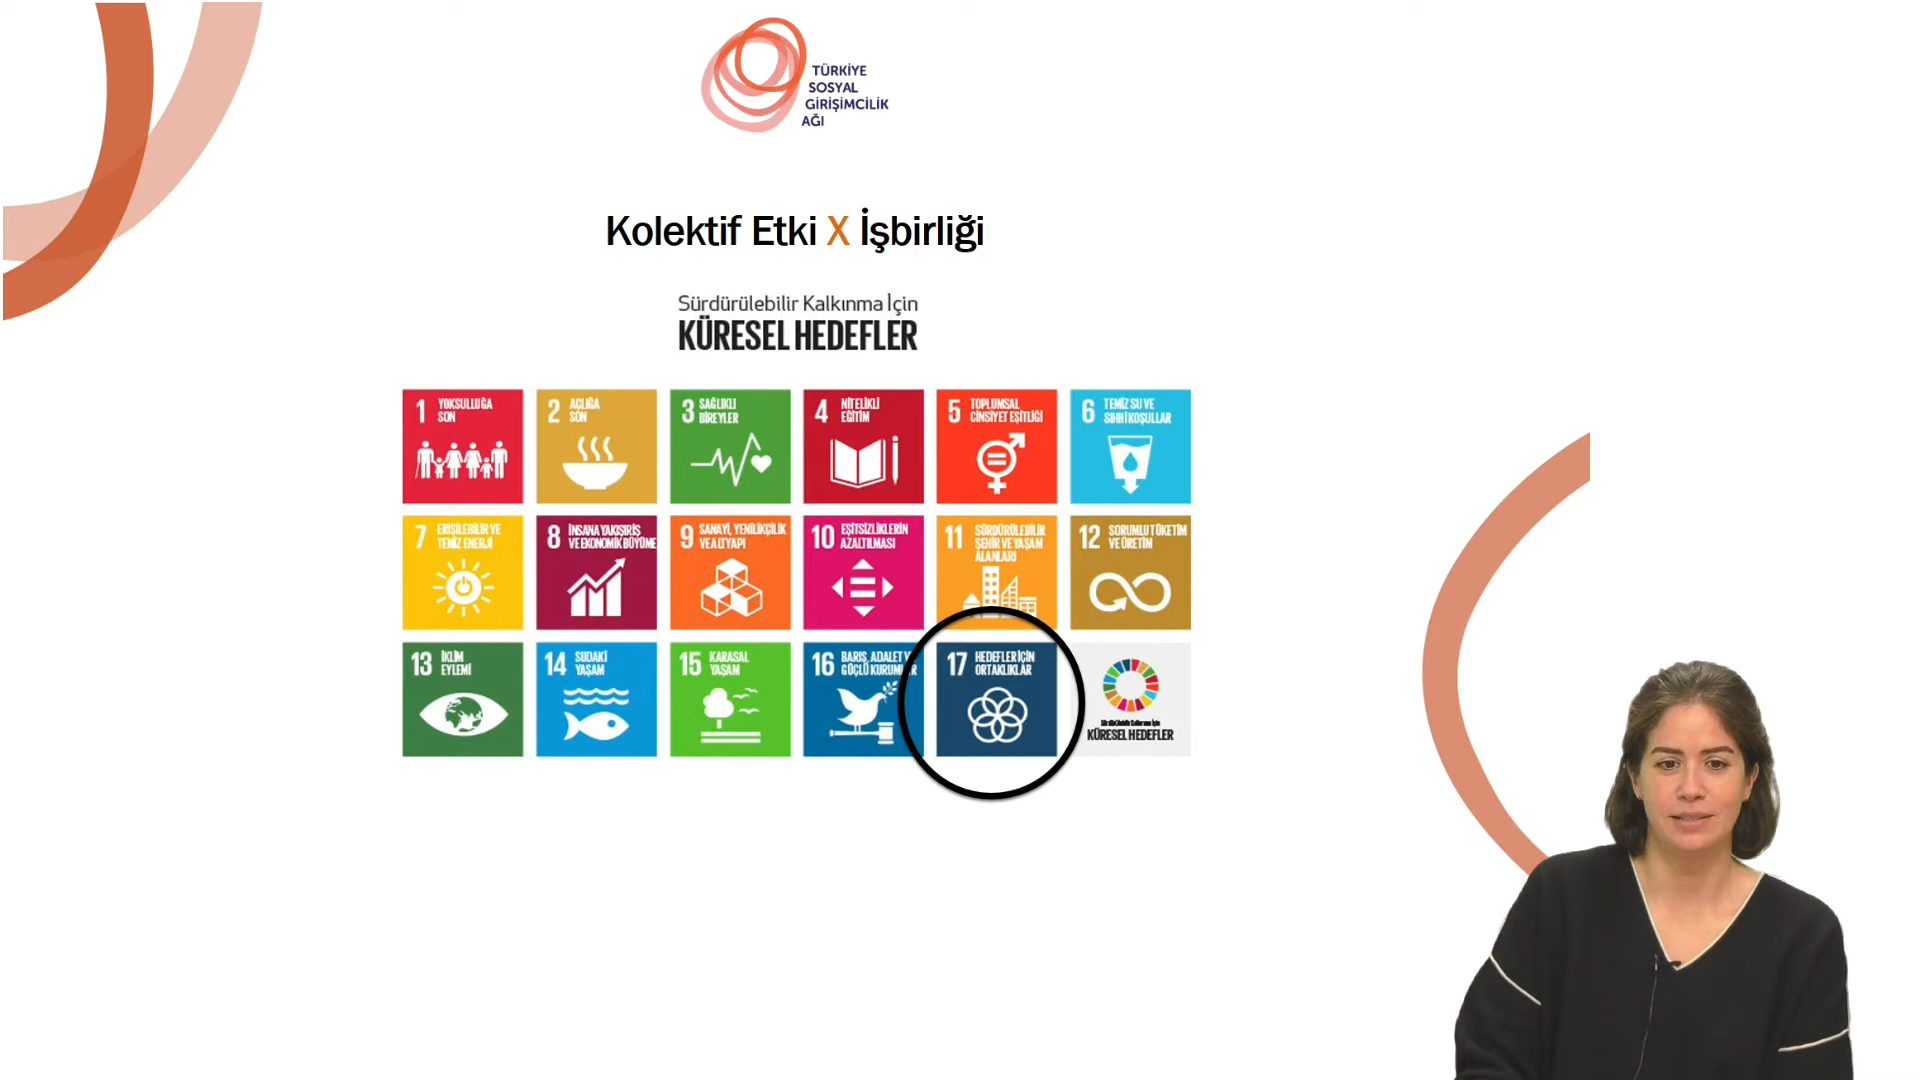 TÜRKİYE
SOSYAL
GİRİŞİMCİLİK
AĞI
Kolektif Etki X İşbirliği
Sürdürülebilir Kalkınma İçin
KÜRESEL HEDEFLER
1 YOKSULLUĞA
SON
2 AÇLIĞA
SON
3 SAĞLIKLI
BİREYLER
4 NİTELİKLİ
EĞİTİM
5 TOPLUMSAL
CİNSİYET EŞİTLİĞİ
6 TEMİZ SU VE
SIHHİ KOŞULLAR
7 ERİŞİLEBİLİR VE
TEMİZ ENERJİ
8 İNSANA YAKIŞIR İŞ
VE EKONOMİK BÜYÜME
9 SANAYİ, YENİLİKÇİLİK
VE ALTYAPI
10 EŞİTSİZLİKLERİN
AZALTILMASI
11 SÜRDÜRÜLEBİLİR
ŞEHİR VE YAŞAM
ALANLARI
12 SORUMLU TÜKETİM
VE ÜRETİM
13 İKLİM
EYLEMİ
14 SUDAKİ
YAŞAM
15 KARASAL
YAŞAM
16 BARIŞ, ADALET VE
GÜÇLÜ KURUMLAR
17 HEDEFLER İÇİN
ORTAKLIKLAR
Sürdürülebilir Kalkınma İçin
KÜRESEL HEDEFLER